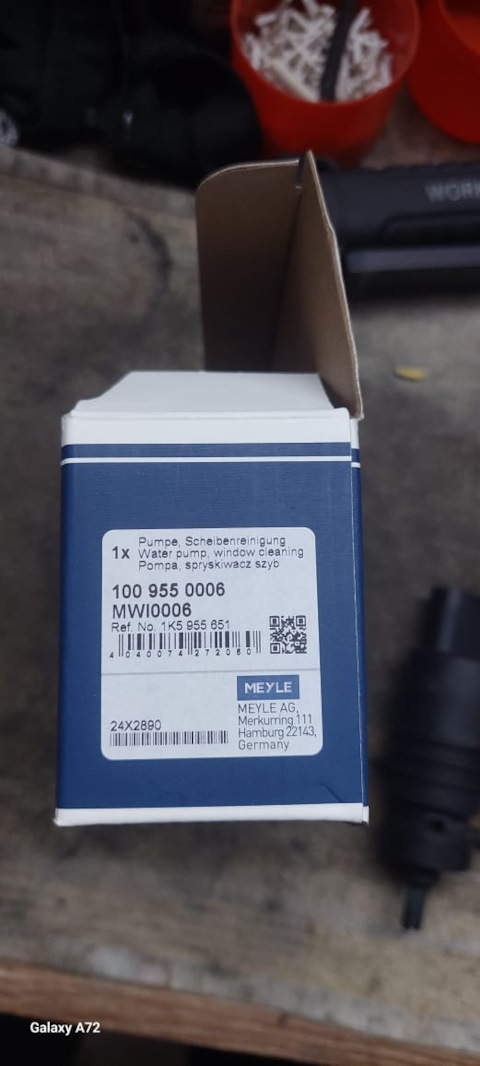 WORK
1x Pumpe, Scheibenreinigung
Water pump, window cleaning
Pompa, spryskiwacz szyb
100 955 0006
MWI0006
Ref. No. 1K5 955 651
4 040074 272060
MEYLE
24X2890
MEYLE AG,
Merkurring 111
Hamburg 22143,
Germany
Galaxy A72